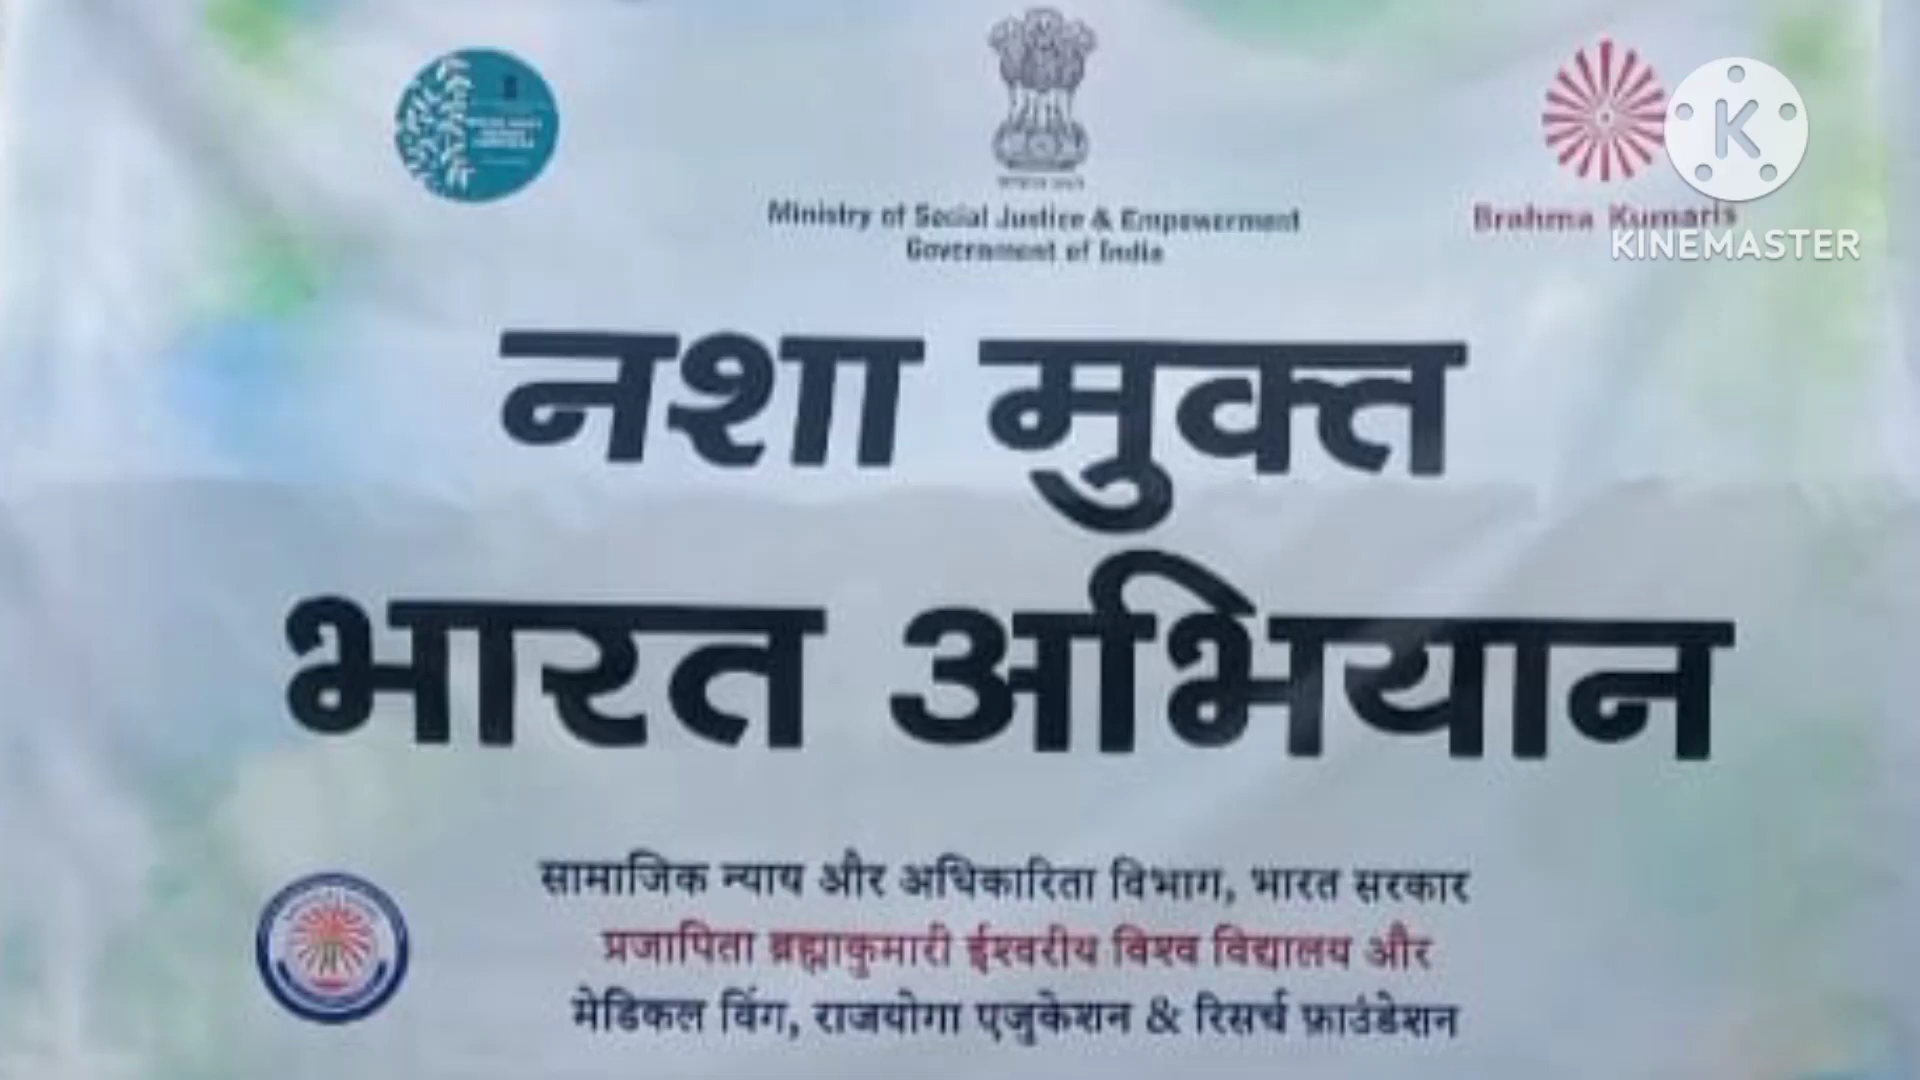 Ministry of Social Justice & Empowerment
Government of India
Brahma Kumaris
K
KINEMASTER
नशा मुक्त
भारत अभियान
सामाजिक न्याय और अधिकारिता विभाग, भारत सरकार
प्रजापिता ब्रह्माकुमारी ईश्वरीय विश्व विद्यालय और
मेडिकल विंग, राजयोगा एजुकेशन & रिसर्च फ़ाउंडेशन